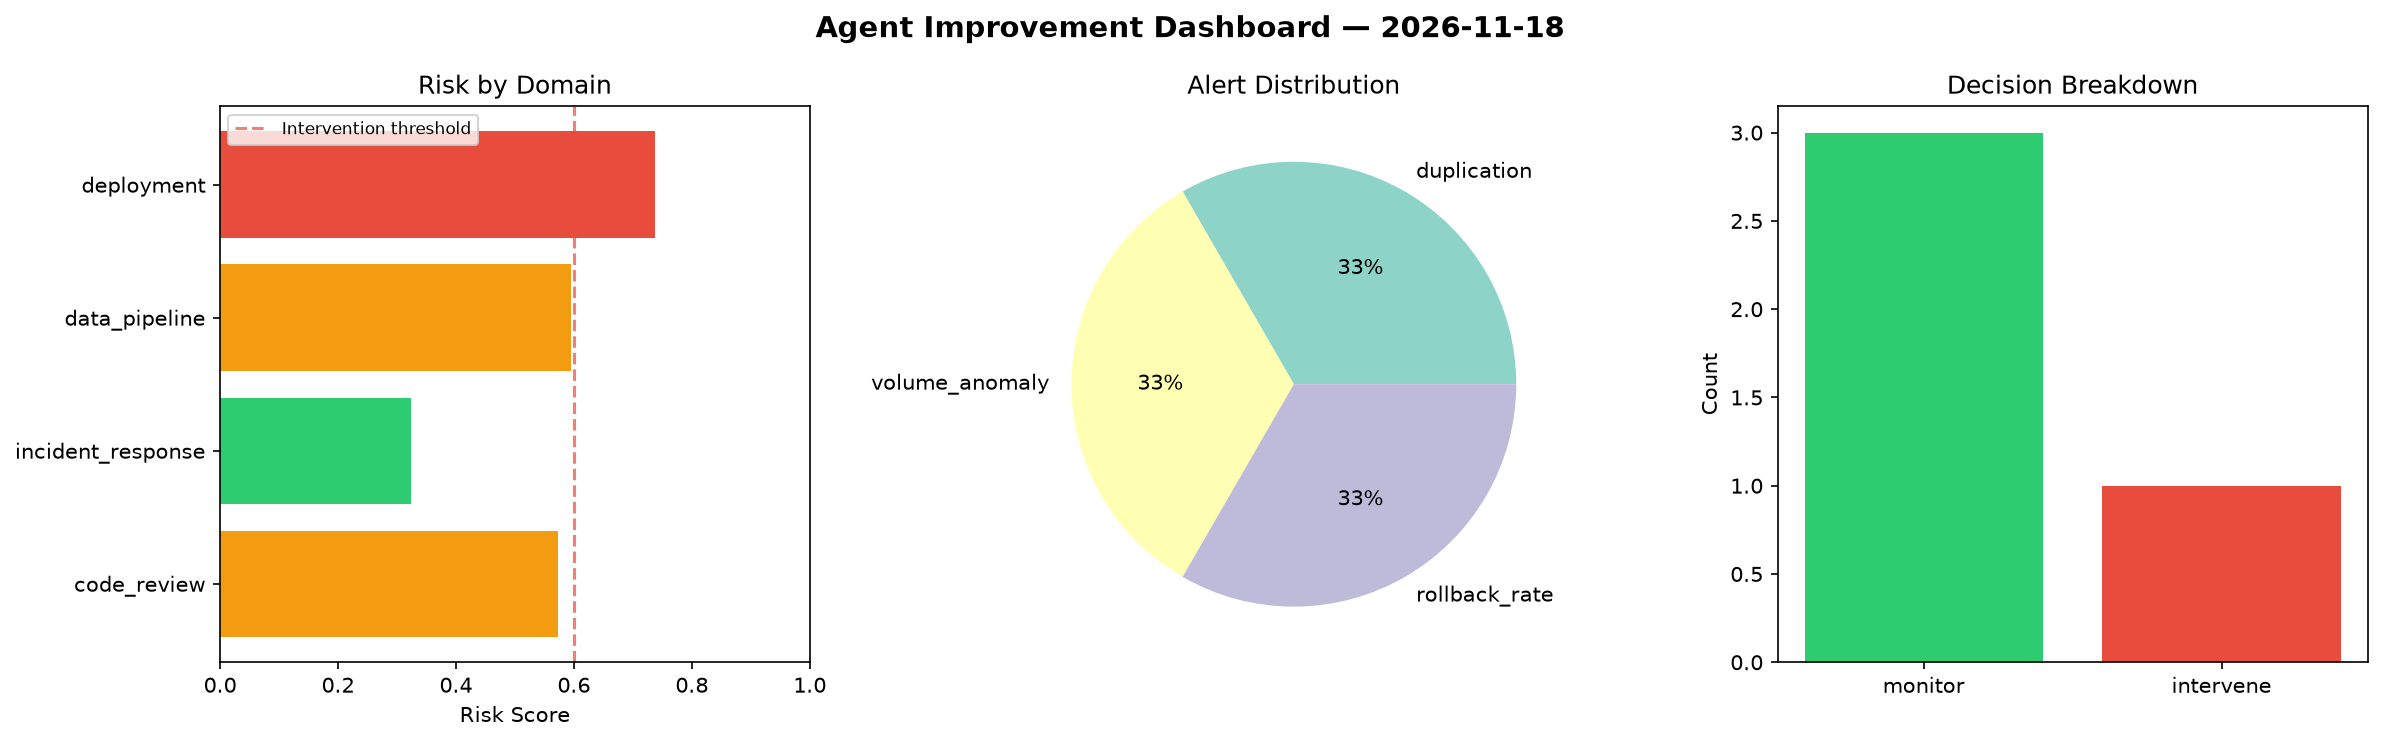 Agent Improvement Dashboard — 2026-11-18
Risk by Domain
Intervention threshold
deployment
data_pipeline
incident_response
code_review
0.0 0.2 0.4 0.6 0.8 1.0
Risk Score
Alert Distribution
duplication
33%
volume_anomaly
33%
33%
rollback_rate
Decision Breakdown
Count
3.0
2.5
2.0
1.5
1.0
0.5
0.0
monitor intervene